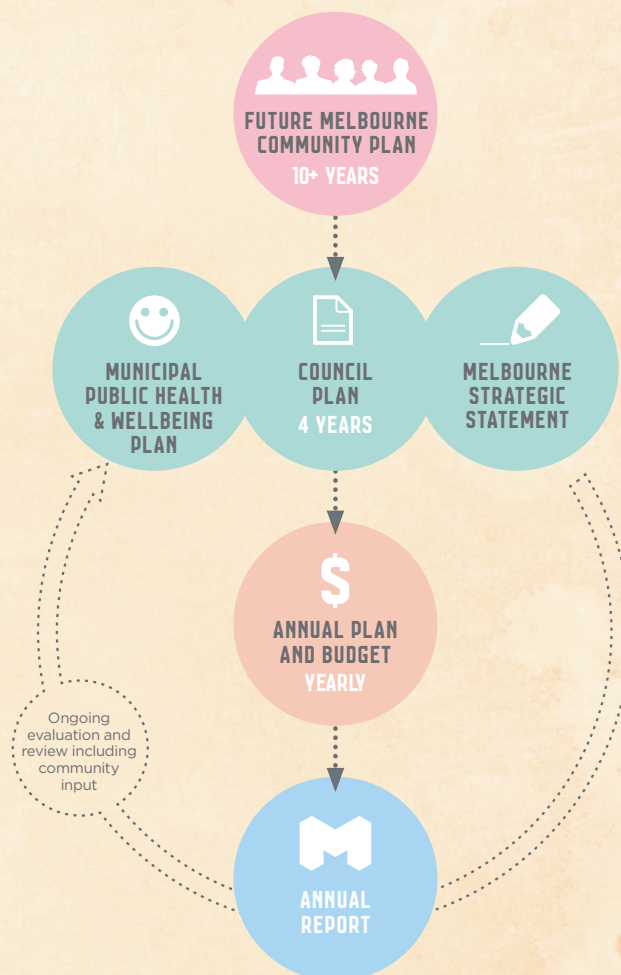 FUTURE MELBOURNE
COMMUNITY PLAN
10+ YEARS
MUNICIPAL
PUBLIC HEALTH
& WELLBEING
PLAN
COUNCIL
PLAN
4 YEARS
MELBOURNE
STRATEGIC
STATEMENT
$
ANNUAL PLAN
AND BUDGET
YEARLY
Ongoing
evaluation and
review including
community
input
M
ANNUAL
REPORT